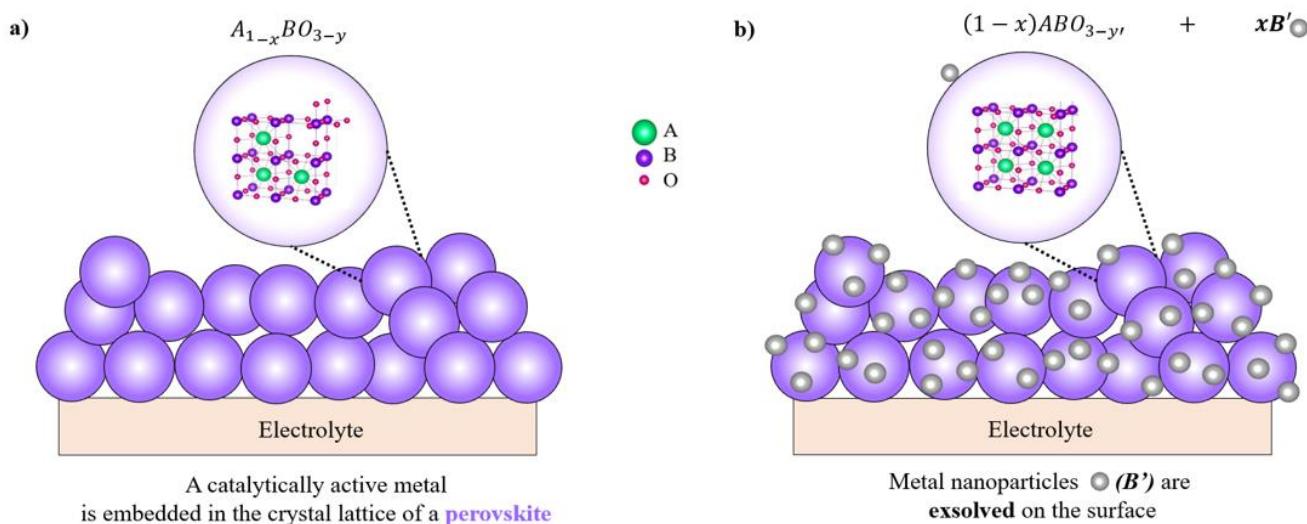 a)
A₁₋ₓBO₃₋ᵧ
A
B
O
Electrolyte
A catalytically active metal
is embedded in the crystal lattice of a perovskite
b)
(1 − x)ABO₃₋ᵧ′ + xB′
Electrolyte
Metal nanoparticles (B’) are
exsolved on the surface